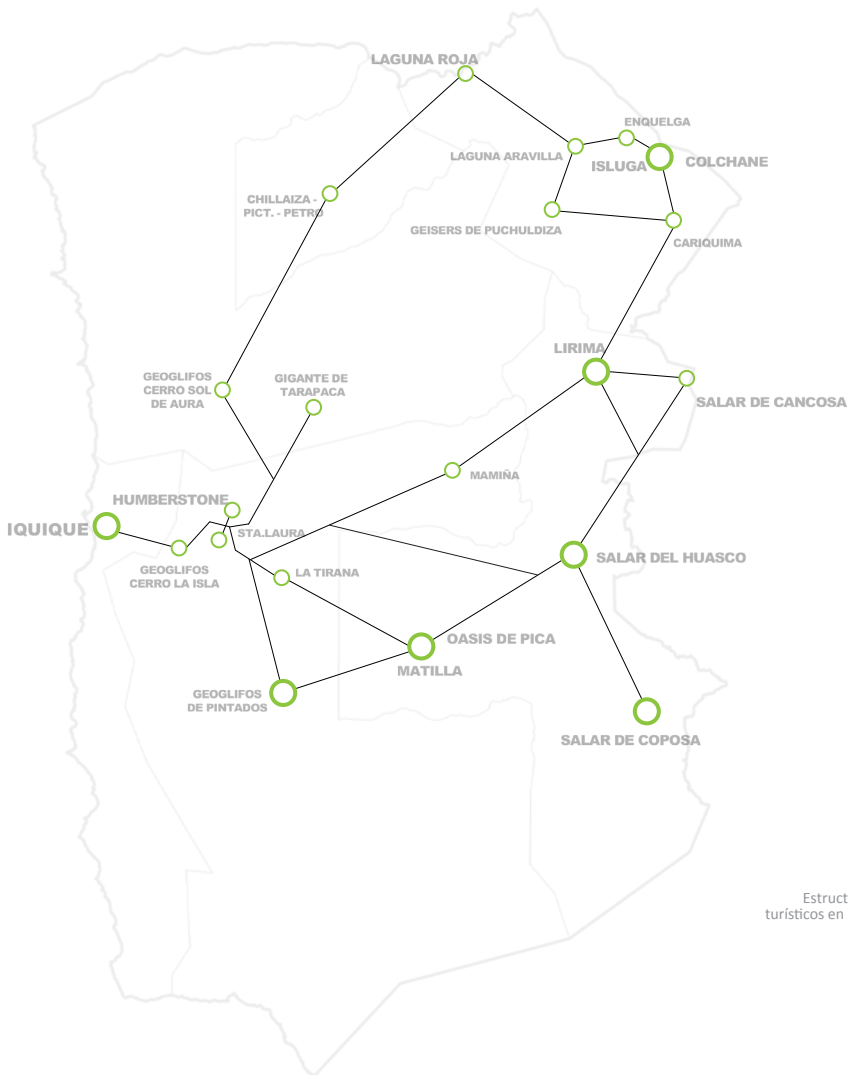 LAGUNA ROJA
ENQUELGA
LAGUNA ARAVILLA
ISLUGA
COLCHANE
CHILLAIZA -
PICT. - PETRO
GEISERS DE PUCHULDIZA
CARIQUIMA
LIRIMA
GEOGLIFOS
CERRO SOL
DE AURA
GIGANTE DE
TARAPACA
SALAR DE CANCOSA
MAMIÑA
HUMBERSTONE
IQUIQUE
STA.LAURA
SALAR DEL HUASCO
GEOGLIFOS
CERRO LA ISLA
LA TIRANA
OASIS DE PICA
MATILLA
GEOGLIFOS
DE PINTADOS
SALAR DE COPOSA
Estruct
turísticos en